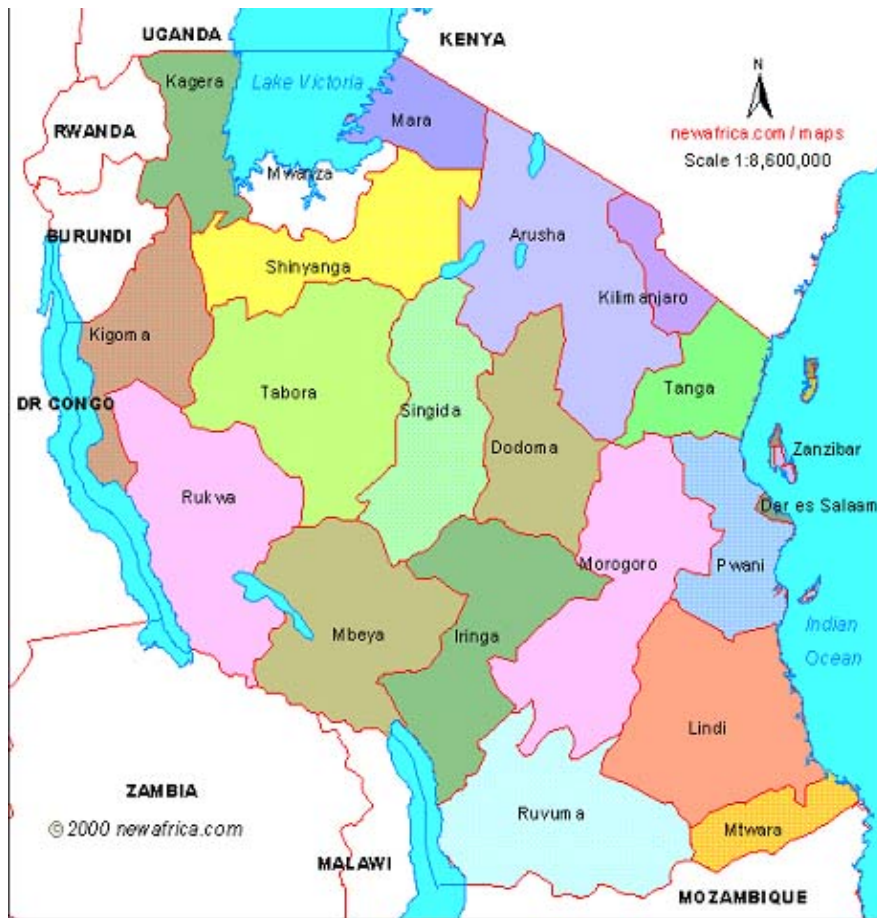 UGANDA
KENYA
Kagera
Lake Victoria
N
Mara
RWANDA
newafrica.com / maps
Scale 1:8,600,000
Mwanza
BURUNDI
Arusha
Shinyanga
Kilimanjaro
Kigoma
Tabora
Tanga
DR CONGO
Singida
Dodoma
Zanzibar
Rukwa
Dar es Salaam
Morogoro
Pwani
Mbeya
Iringa
Indian
Ocean
Lindi
ZAMBIA
Ruvuma
© 2000 newafrica.com
Mtwara
MALAWI
MOZAMBIQUE